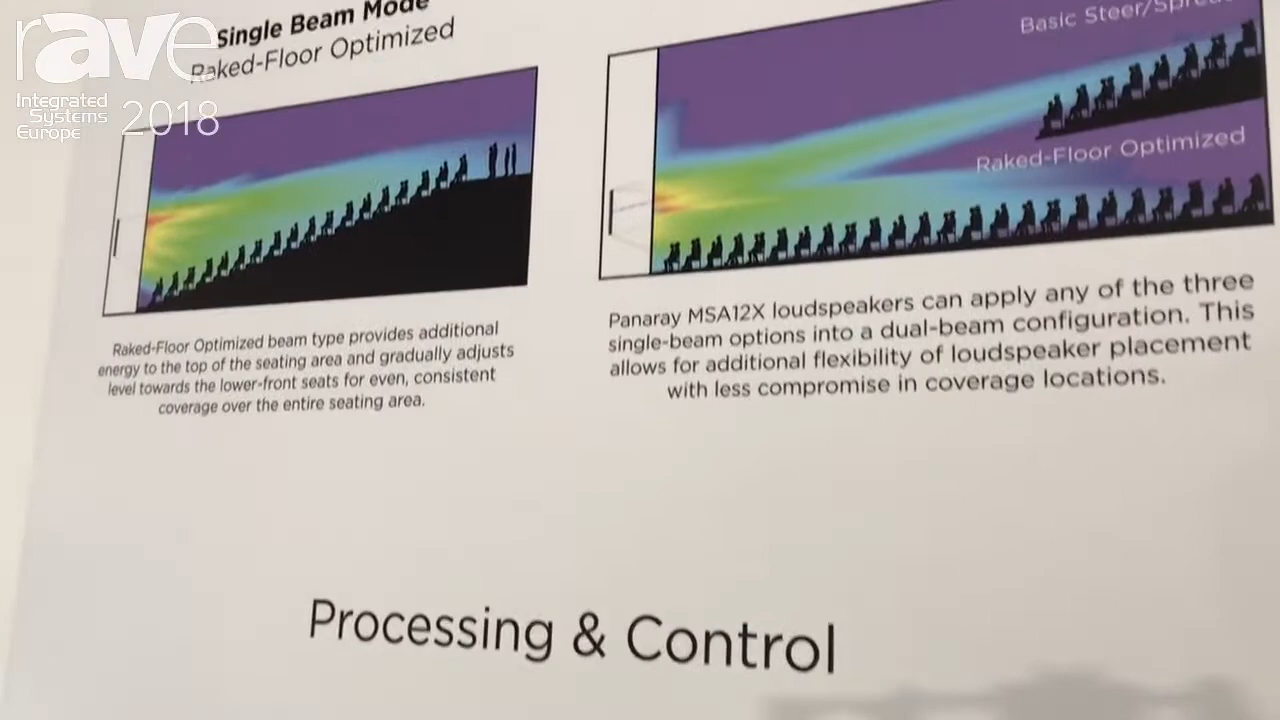 rave
Integrated
Systems
Europe
2018
Single Beam Mode
Raked-Floor Optimized
Raked-Floor Optimized beam type provides additional
energy to the top of the seating area and gradually adjusts
level towards the lower-front seats for even, consistent
coverage over the entire seating area.
Basic Steer/Spread
Raked-Floor Optimized
Panaray MSA12X loudspeakers can apply any of the three
single-beam options into a dual-beam configuration. This
allows for additional flexibility of loudspeaker placement
with less compromise in coverage locations.
Processing & Control